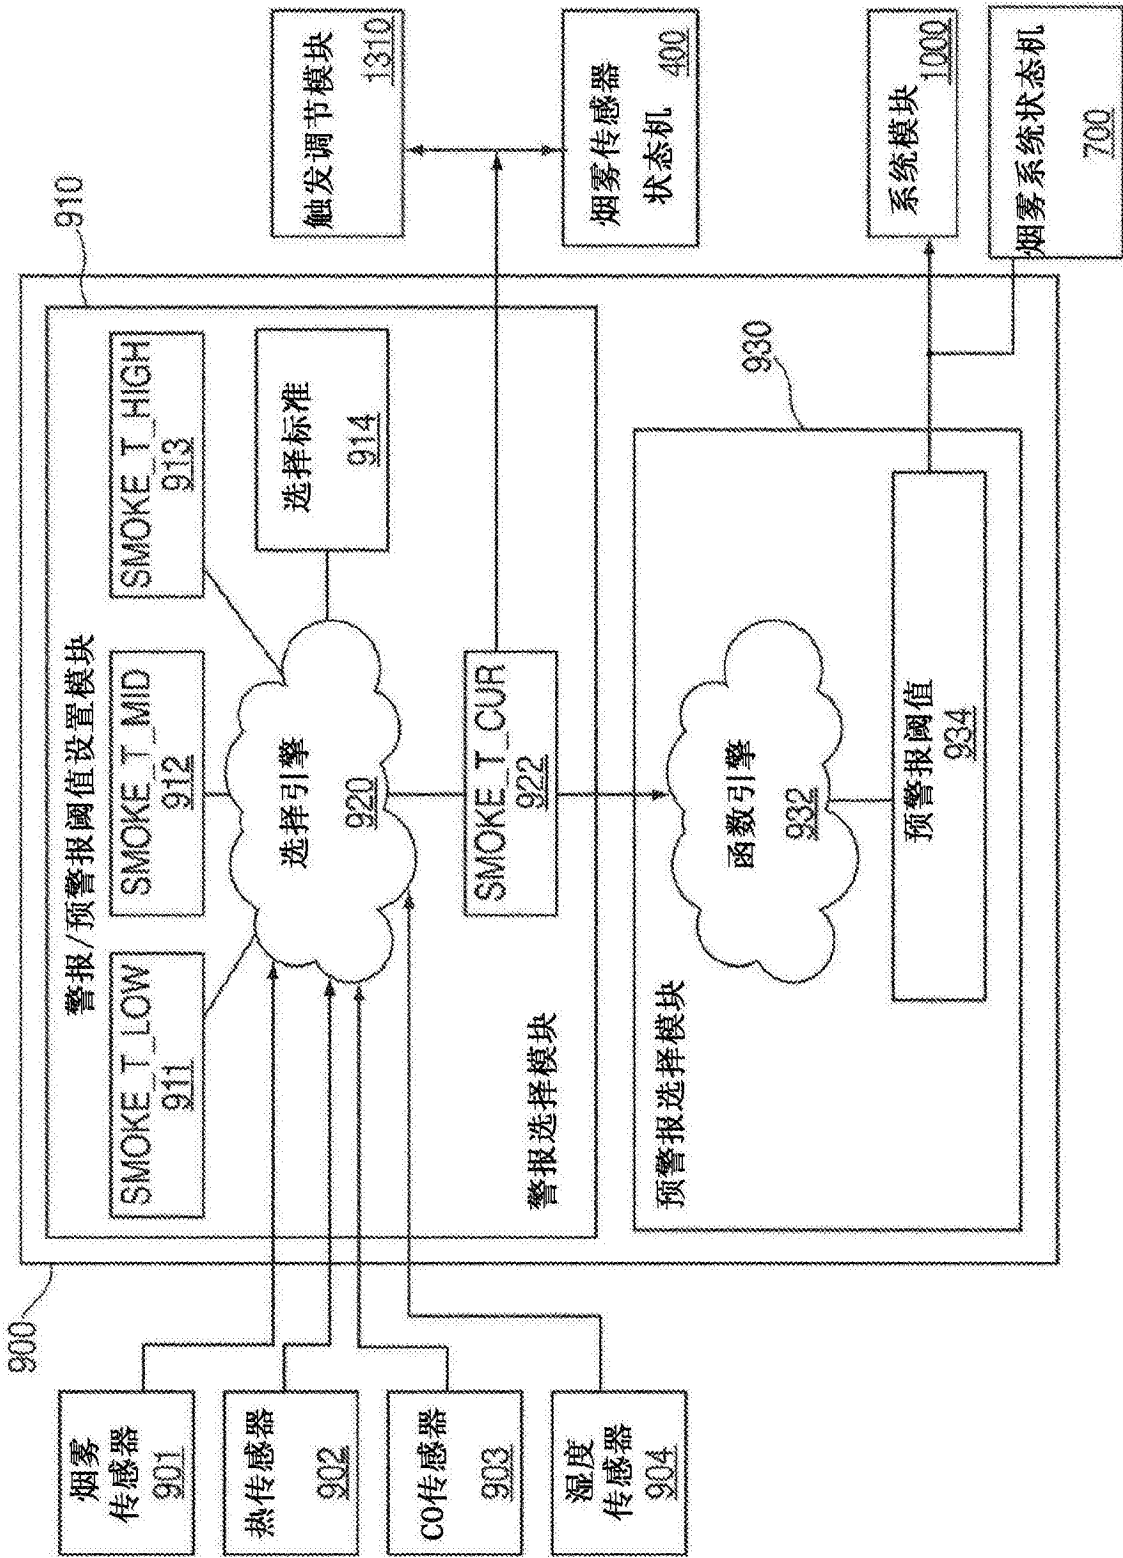 900
烟雾
传感器
901
热传感器
902
CO传感器
903
湿度
传感器
904
警报/预警报阈值设置模块
910
SMOKE_T_LOW
911
SMOKE_T_MID
912
SMOKE_T_HIGH
913
选择引擎
920
选择标准
914
SMOKE_T_CUR
922
警报选择模块
预警报选择模块
930
函数引擎
932
预警报阈值
934
触发调节模块
1310
烟雾传感器
状态机
400
系统模块
1000
烟雾系统状态机
700